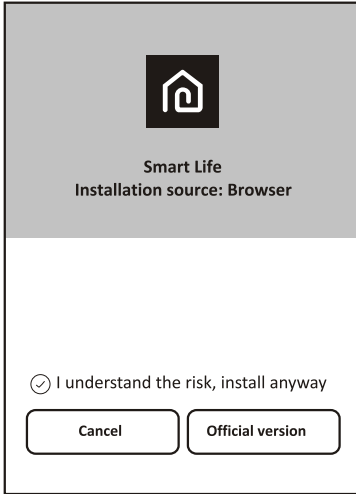 Smart Life
Installation source: Browser
I understand the risk, install anyway
Cancel
Official version